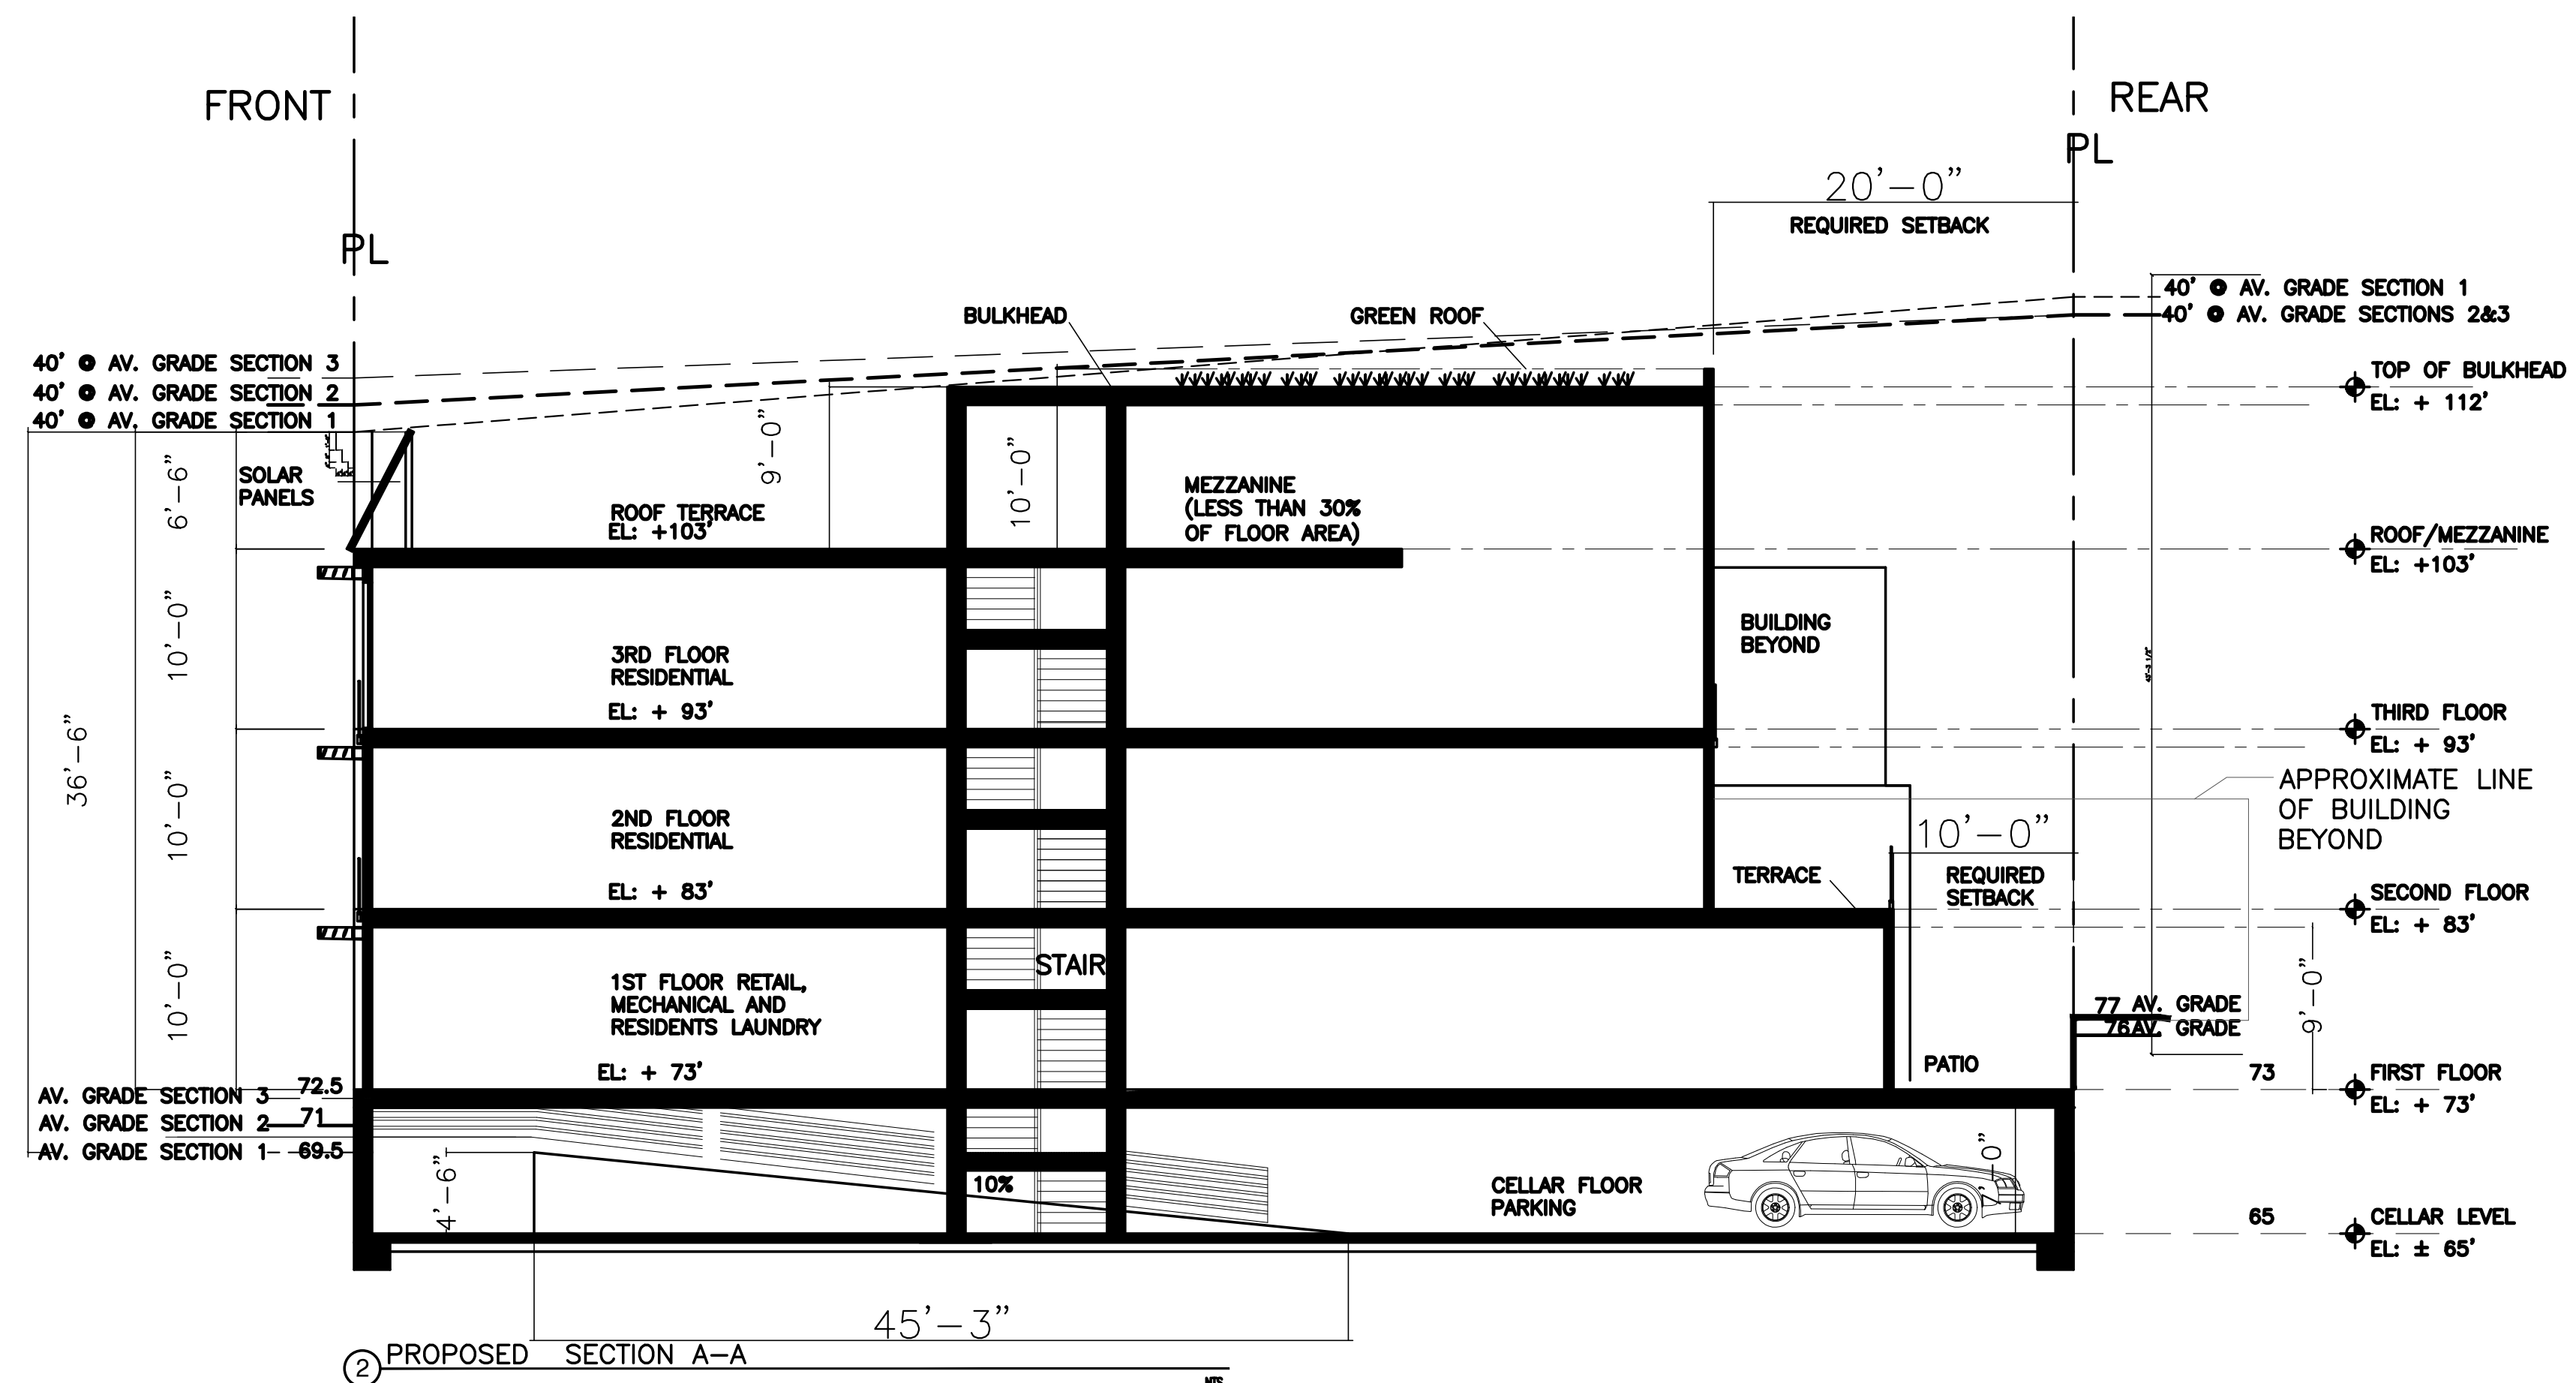 FRONT
REAR
PL
20'-0"
REQUIRED SETBACK
PL
BULKHEAD
GREEN ROOF
40' @ AV. GRADE SECTION 1
40' @ AV. GRADE SECTIONS 2&3
40' @ AV. GRADE SECTION 3
40' @ AV. GRADE SECTION 2
40' @ AV. GRADE SECTION 1
TOP OF BULKHEAD
EL: + 112'
9'-0"
10'-0"
6'-6"
SOLAR
PANELS
MEZZANINE
(LESS THAN 30%
OF FLOOR AREA)
ROOF TERRACE
EL: +103'
ROOF/MEZZANINE
EL: +103'
10'-0"
3RD FLOOR
RESIDENTIAL
EL: + 93'
BUILDING
BEYOND
THIRD FLOOR
EL: + 93'
36'-6"
10'-0"
2ND FLOOR
RESIDENTIAL
EL: + 83'
APPROXIMATE LINE
OF BUILDING
BEYOND
10'-0"
REQUIRED
SETBACK
TERRACE
SECOND FLOOR
EL: + 83'
10'-0"
1ST FLOOR RETAIL,
MECHANICAL AND
RESIDENTS LAUNDRY
EL: + 73'
STAIR
9'-0"
77 AV. GRADE
76AV. GRADE
PATIO
73
FIRST FLOOR
EL: + 73'
AV. GRADE SECTION 3 72.5
AV. GRADE SECTION 2 71
AV. GRADE SECTION 1 69.5
4'-6"
10%
CELLAR FLOOR
PARKING
65
CELLAR LEVEL
EL: ± 65'
45'-3"
2 PROPOSED SECTION A-A
NTS